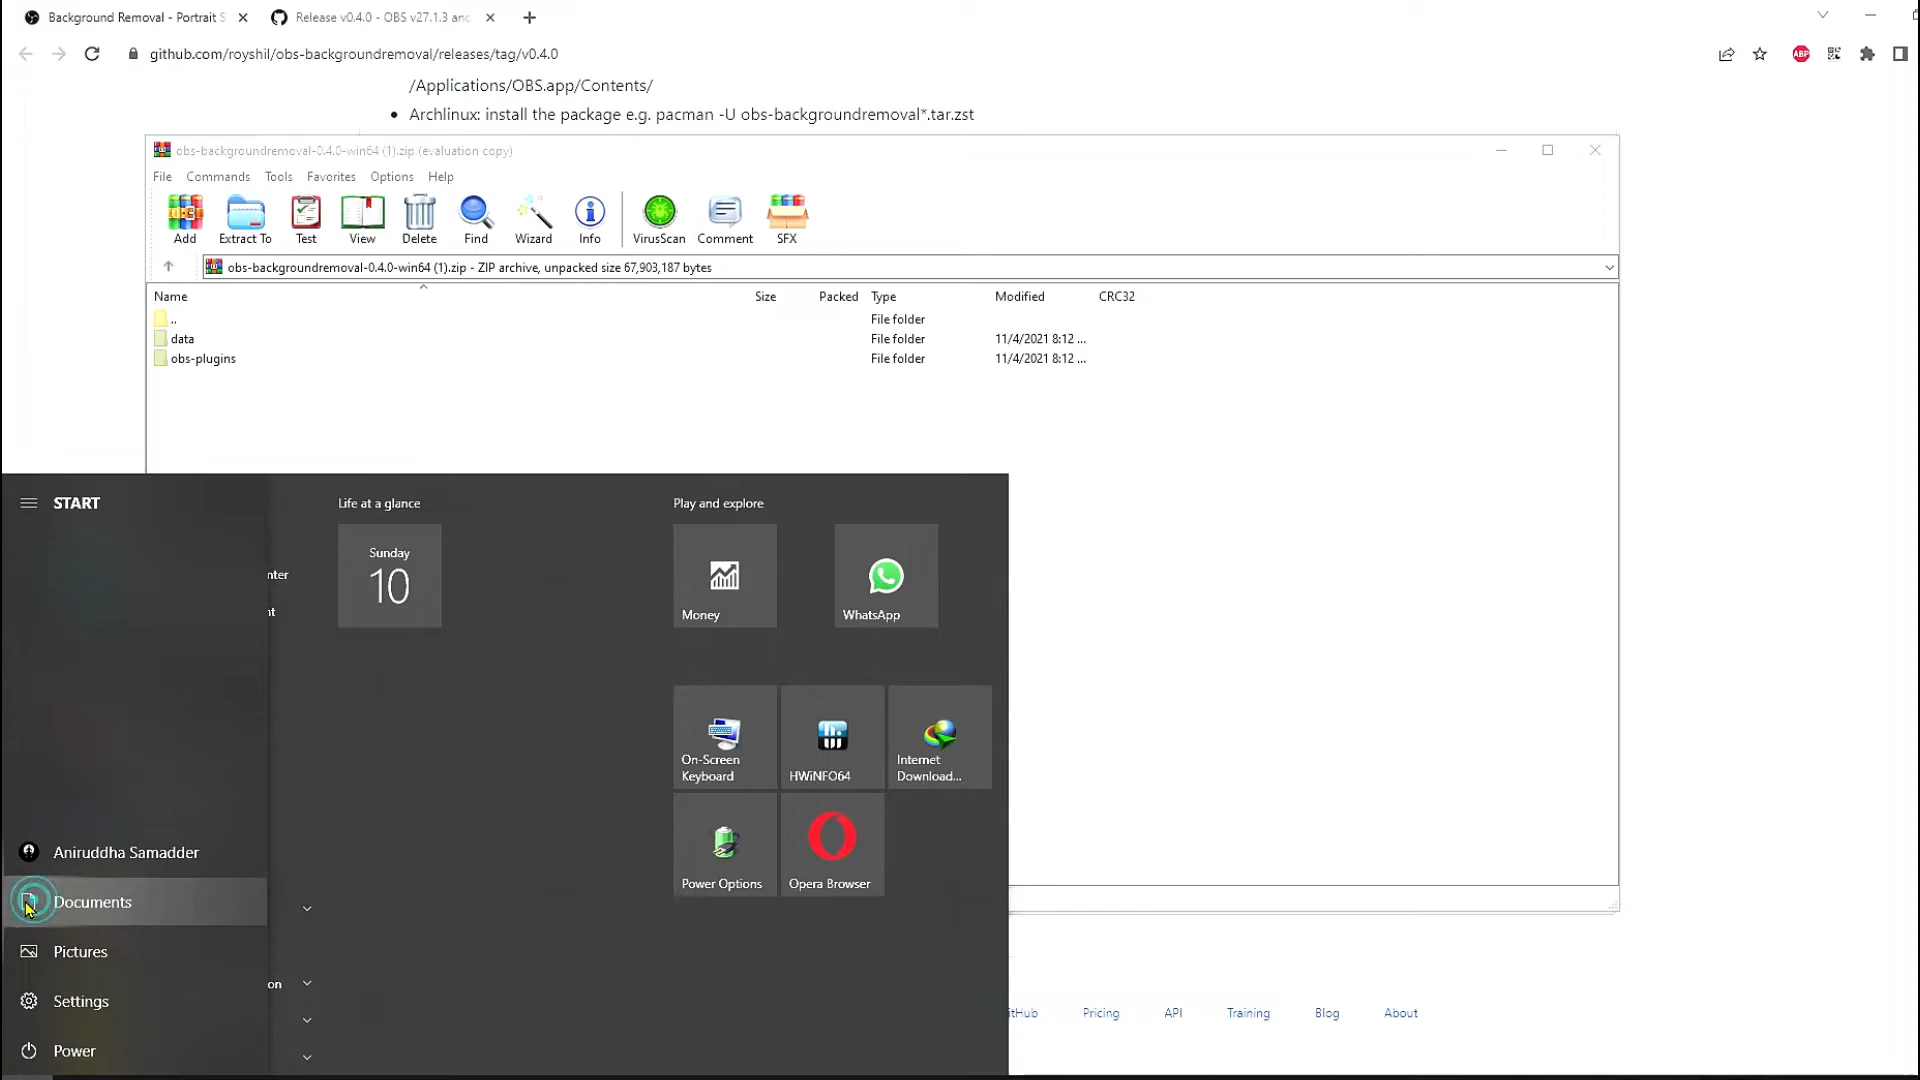 Background Removal - Portrait S
Release v0.4.0 - OBS v27.1.3 and
github.com/royshil/obs-backgroundremoval/releases/tag/v0.4.0
ABP
/Applications/OBS.app/Contents/
• Archlinux: install the package e.g. pacman -U obs-backgroundremoval*.tar.zst
obs-backgroundremoval-0.4.0-win64 (1).zip (evaluation copy)
File Commands Tools Favorites Options Help
Add Extract To Test View Delete Find Wizard Info VirusScan Comment SFX
obs-backgroundremoval-0.4.0-win64 (1).zip - ZIP archive, unpacked size 67,903,187 bytes
Name Size Packed Type Modified CRC32
.. File folder
data File folder 11/4/2021 8:12 ...
obs-plugins File folder 11/4/2021 8:12 ...
START
Life at a glance
Play and explore
Sunday
10
Money
WhatsApp
nter
nt
On-Screen Keyboard
HWiNFO64
Internet Download...
Power Options
Opera Browser
Aniruddha Samadder
Documents
Pictures
on
Settings
Power
itHub Pricing API Training Blog About